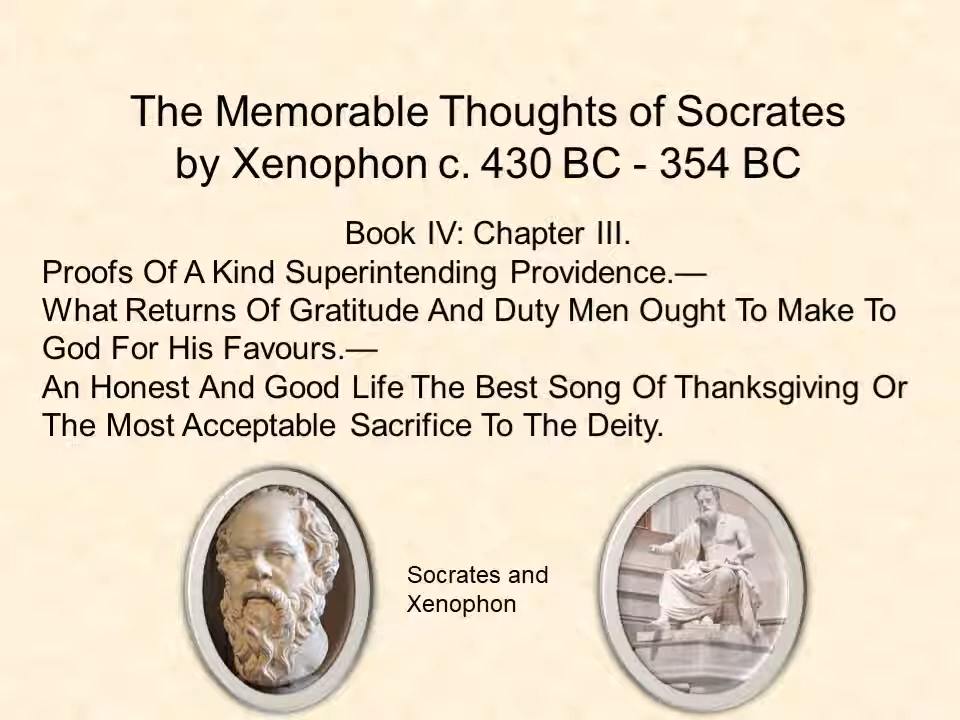 The Memorable Thoughts of Socrates
by Xenophon c. 430 BC - 354 BC
Book IV: Chapter III.
Proofs Of A Kind Superintending Providence.—
What Returns Of Gratitude And Duty Men Ought To Make To
God For His Favours.—
An Honest And Good Life The Best Song Of Thanksgiving Or
The Most Acceptable Sacrifice To The Deity.
Socrates and
Xenophon